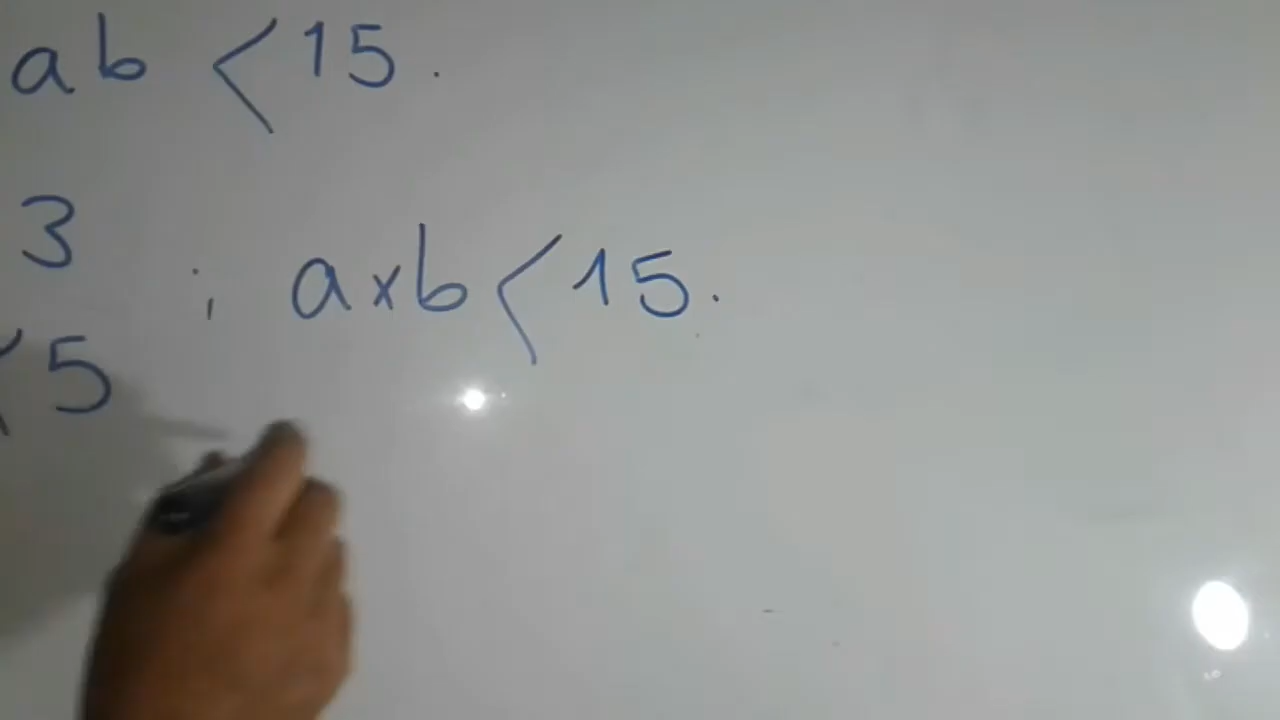 ab < 15.
3 ; a×b < 15.
< 5